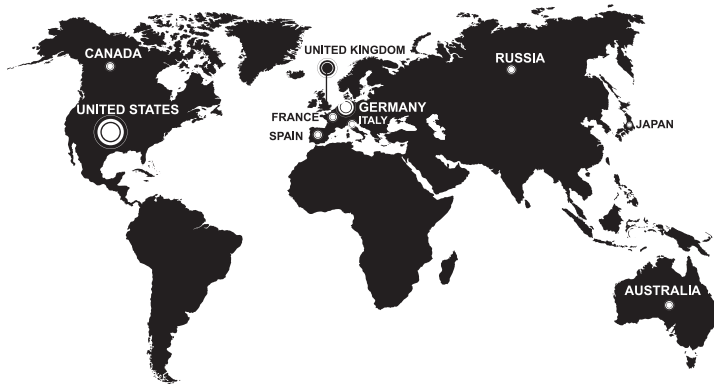 CANADA
UNITED KINGDOM
RUSSIA
UNITED STATES
GERMANY
FRANCE
ITALY
SPAIN
JAPAN
AUSTRALIA